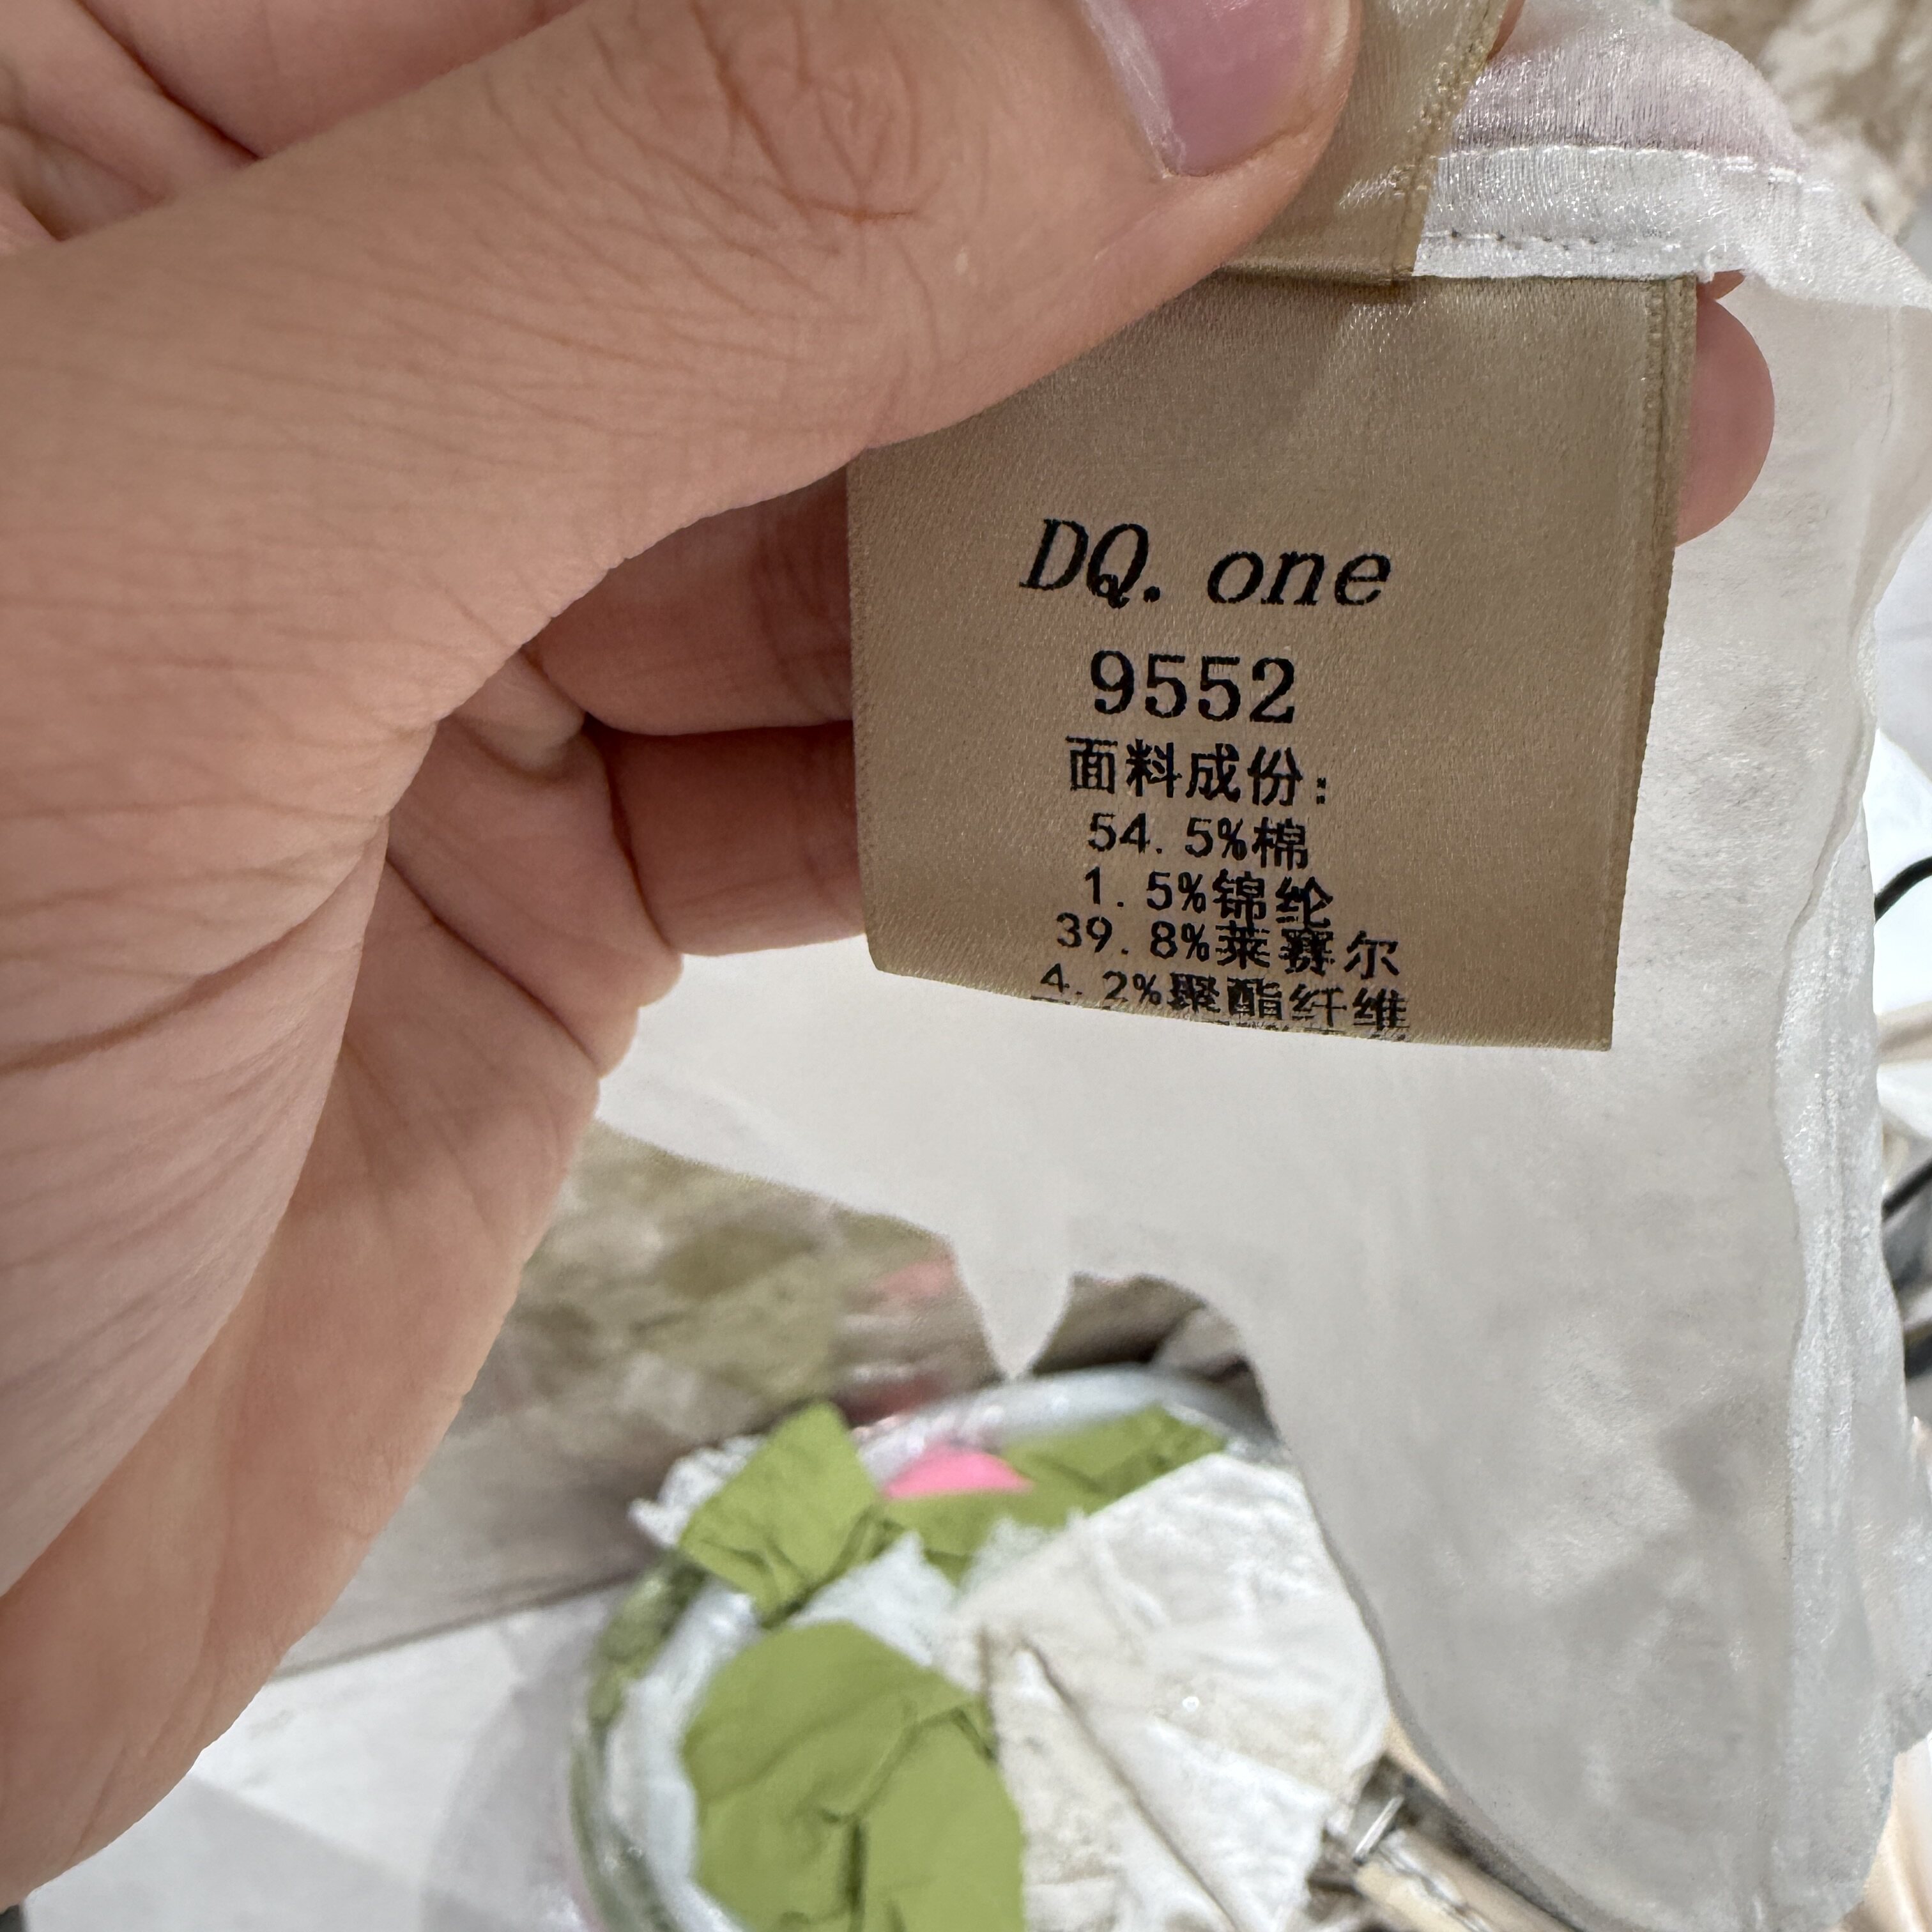 DQ. one
9552
面料成份:
54.5%棉
1.5%锦纶
39.8%莱赛尔
4.2%聚酯纤维